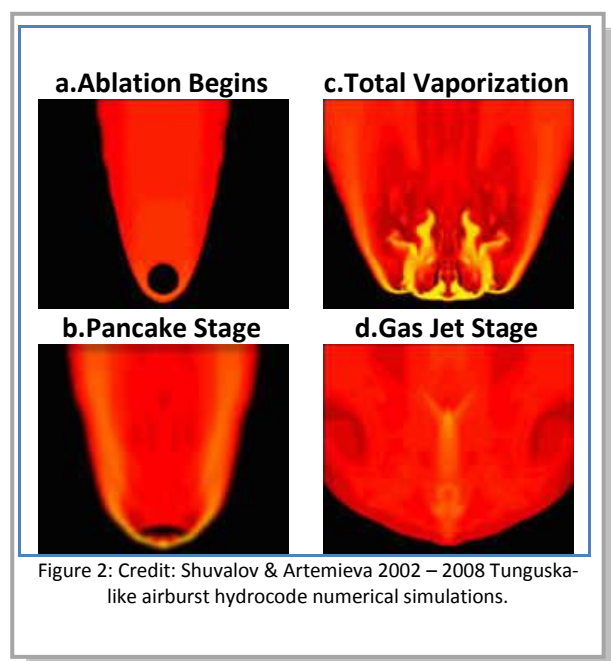 a.Ablation Begins
c.Total Vaporization
b.Pancake Stage
d.Gas Jet Stage
Figure 2: Credit: Shuvalov & Artemieva 2002 – 2008 Tunguska-
like airburst hydrocode numerical simulations.